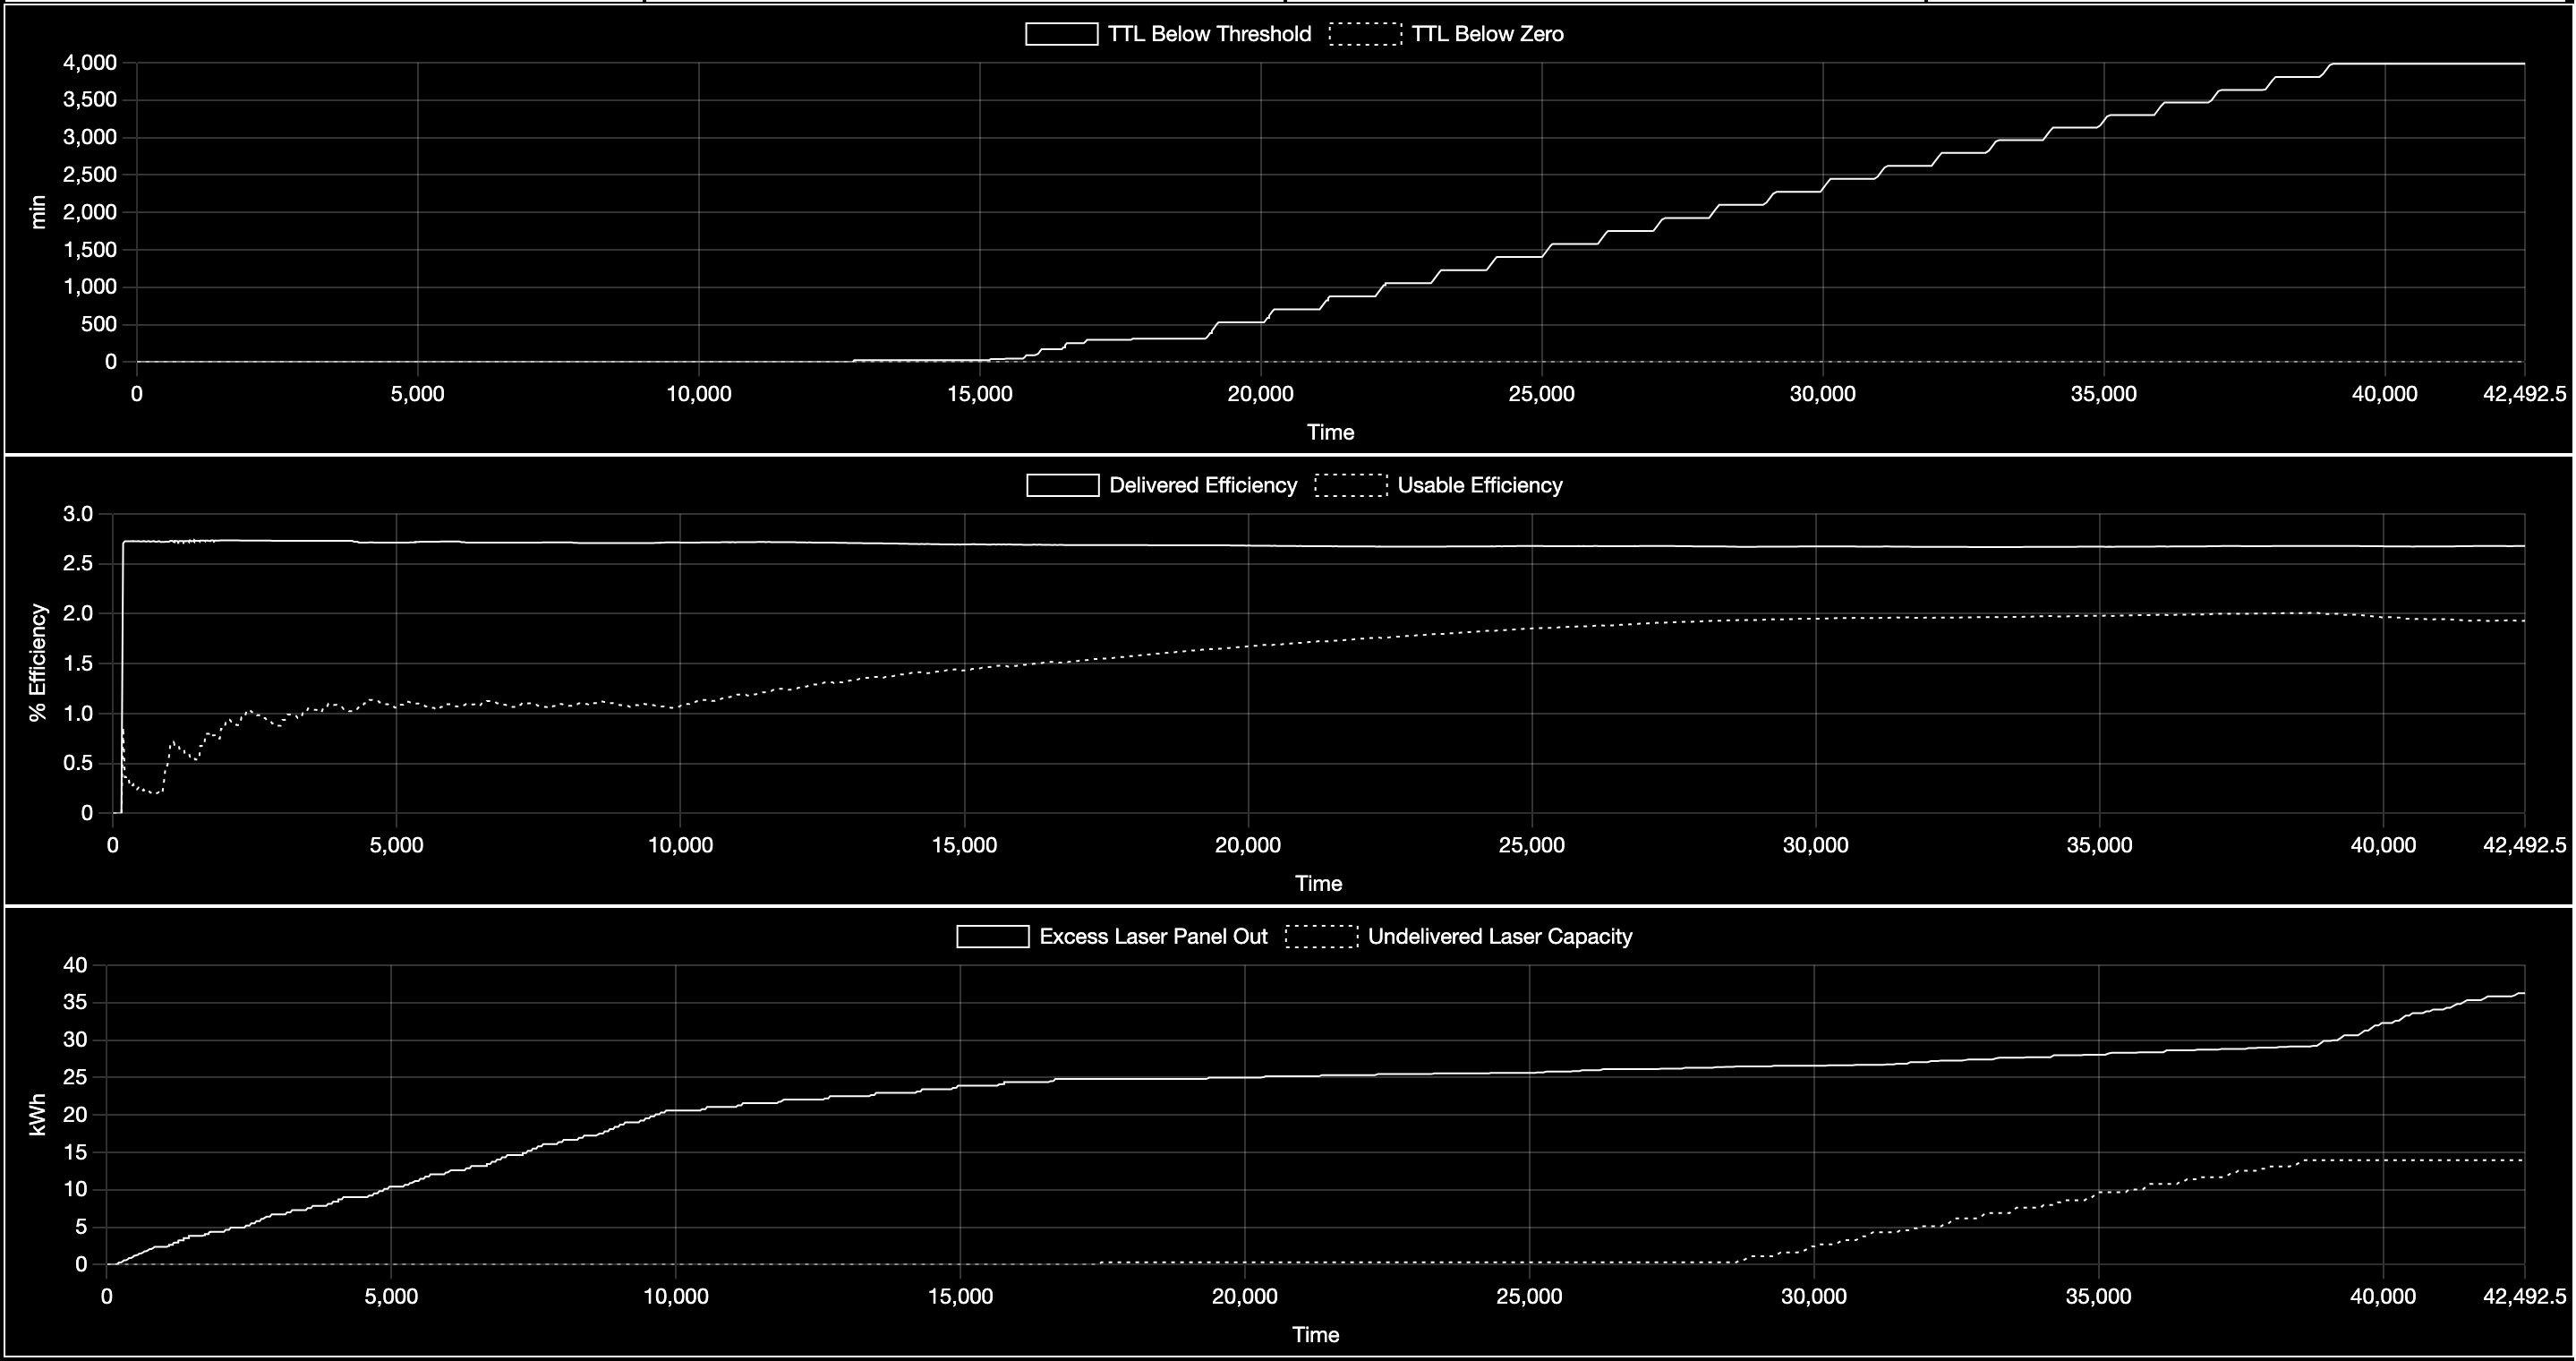 TTL Below Threshold TTL Below Zero
4,000
3,500
3,000
2,500
2,000
1,500
1,000
500
0
min
0 5,000 10,000 15,000 20,000 25,000 30,000 35,000 40,000 42,492.5
Time
Delivered Efficiency Usable Efficiency
3.0
2.5
2.0
1.5
1.0
0.5
0
% Efficiency
0 5,000 10,000 15,000 20,000 25,000 30,000 35,000 40,000 42,492.5
Time
Excess Laser Panel Out Undelivered Laser Capacity
40
35
30
25
20
15
10
5
0
kWh
0 5,000 10,000 15,000 20,000 25,000 30,000 35,000 40,000 42,492.5
Time